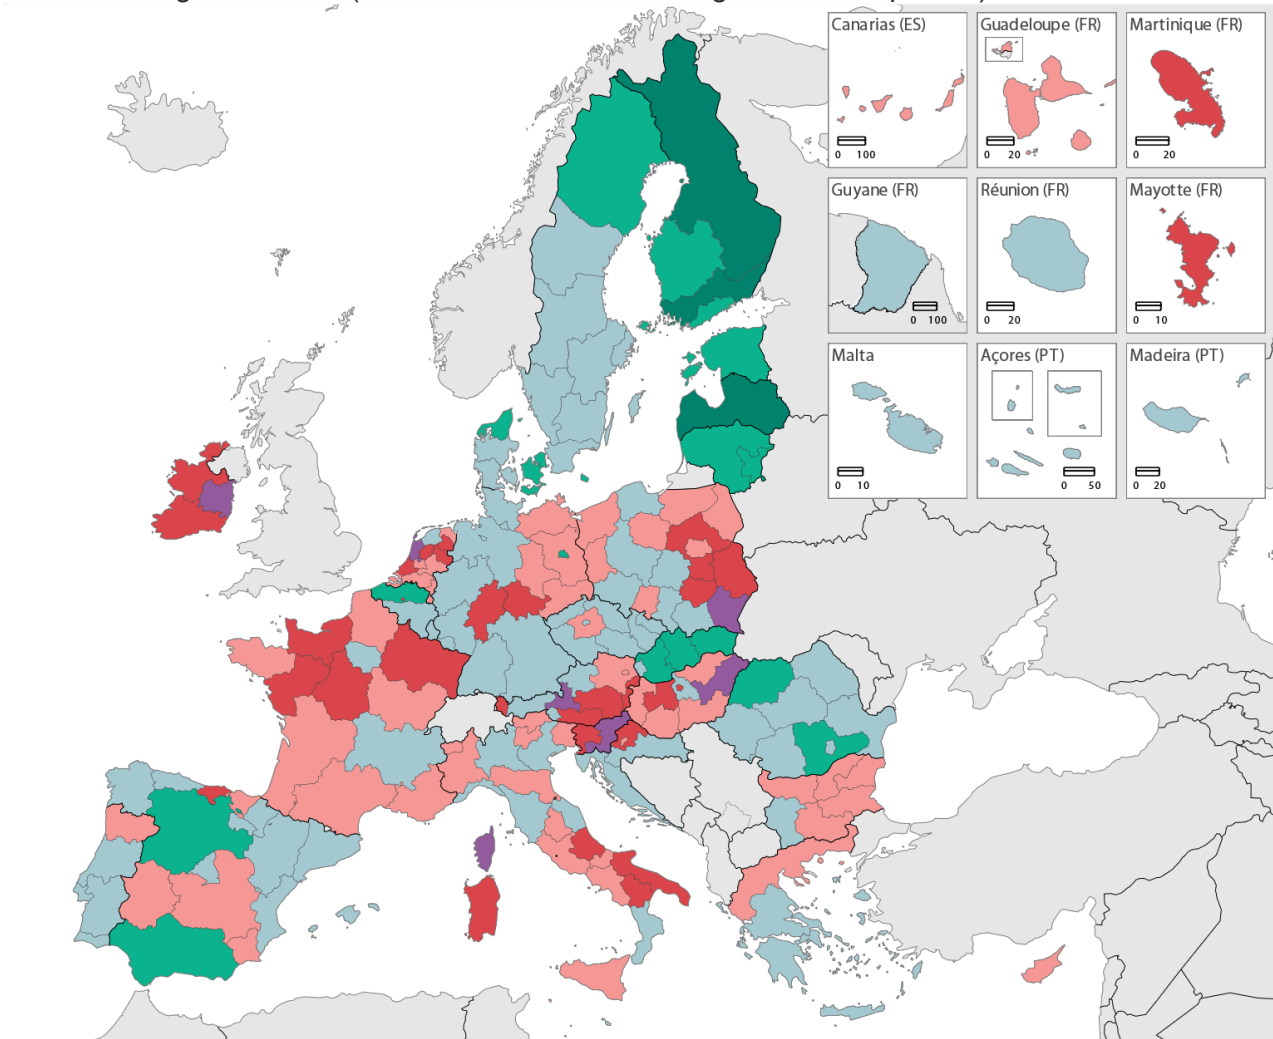 Canarias (ES)
0 100
Guadeloupe (FR)
0 20
Martinique (FR)
0 20
Guyane (FR)
0 100
Réunion (FR)
0 20
Mayotte (FR)
0 10
Malta
0 10
Açores (PT)
0 50
Madeira (PT)
0 20